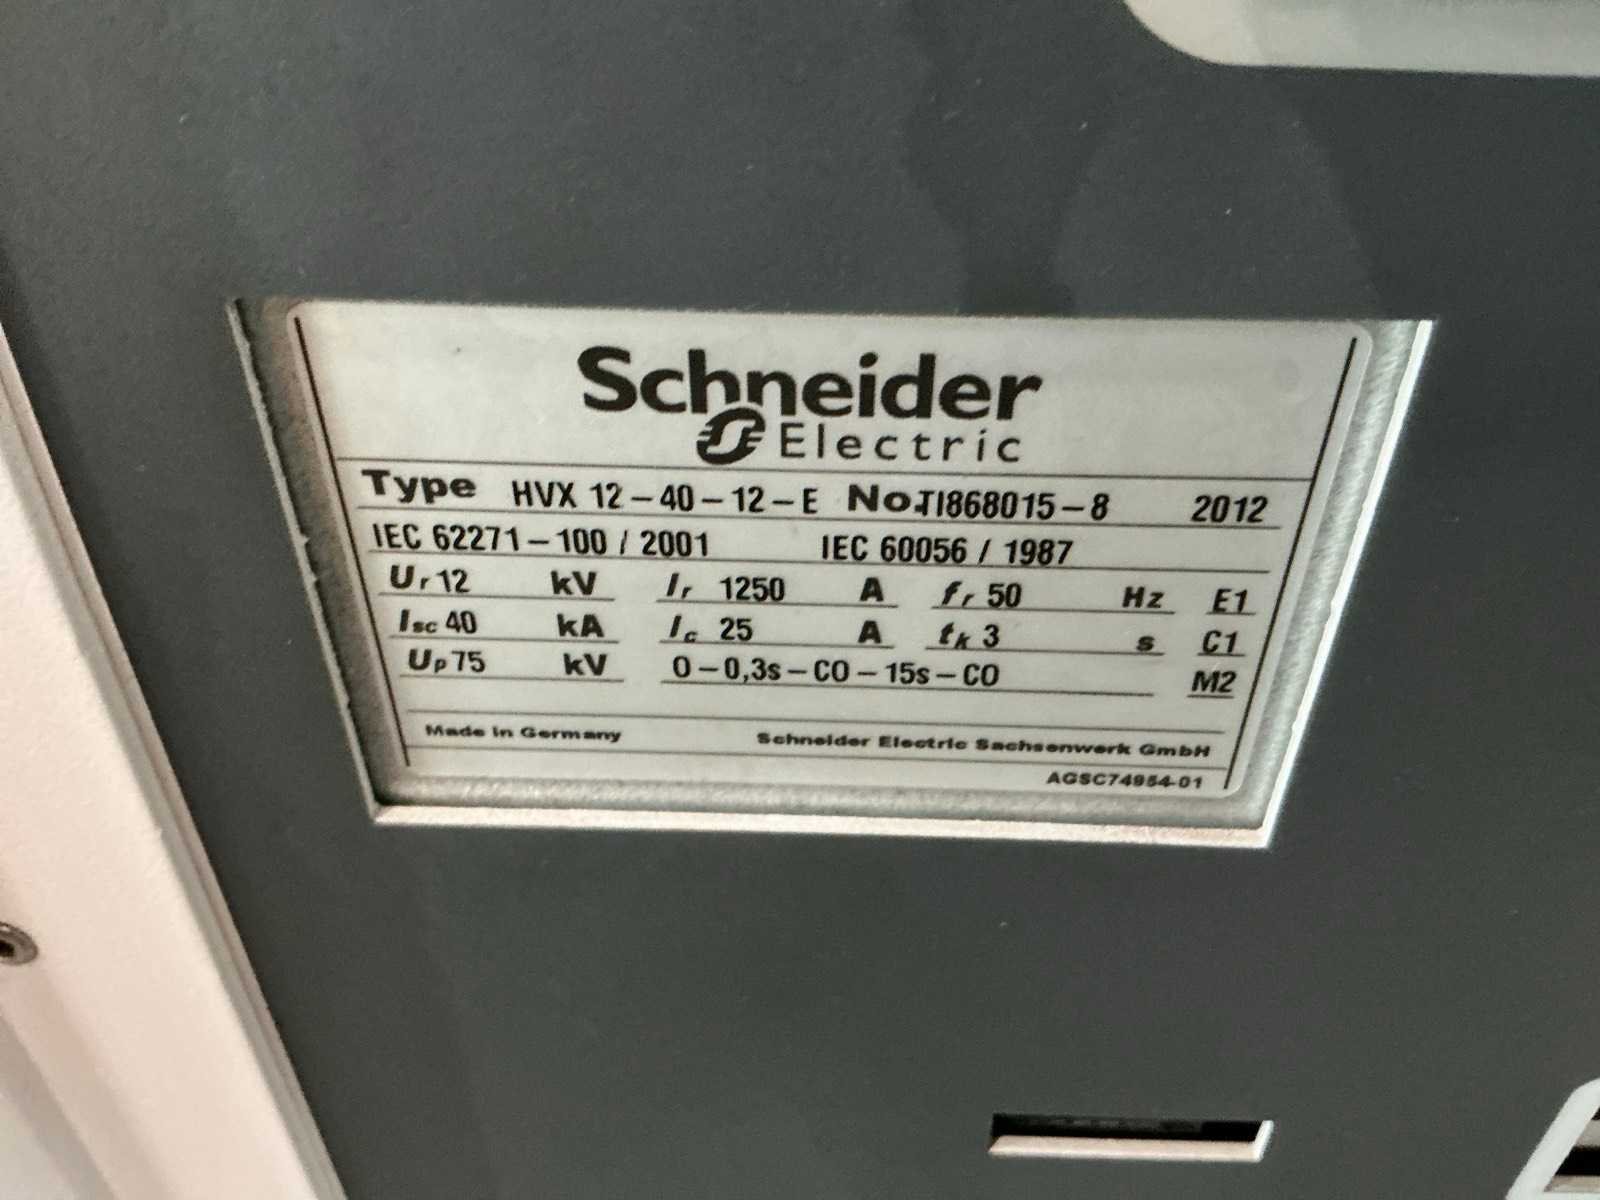 Schneider
Electric
Type HVX 12-40-12-E No. TI868015-8 2012
IEC 62271-100 / 2001 IEC 60056 / 1987
Ur 12 kV Ir 1250 A fr 50 Hz E1
Isc 40 kA Ic 25 A tk 3 s C1
Up 75 kV O-0,3s-CO-15s-CO M2
Made in Germany Schneider Electric Sachsenwerk GmbH
AGSC74954-01